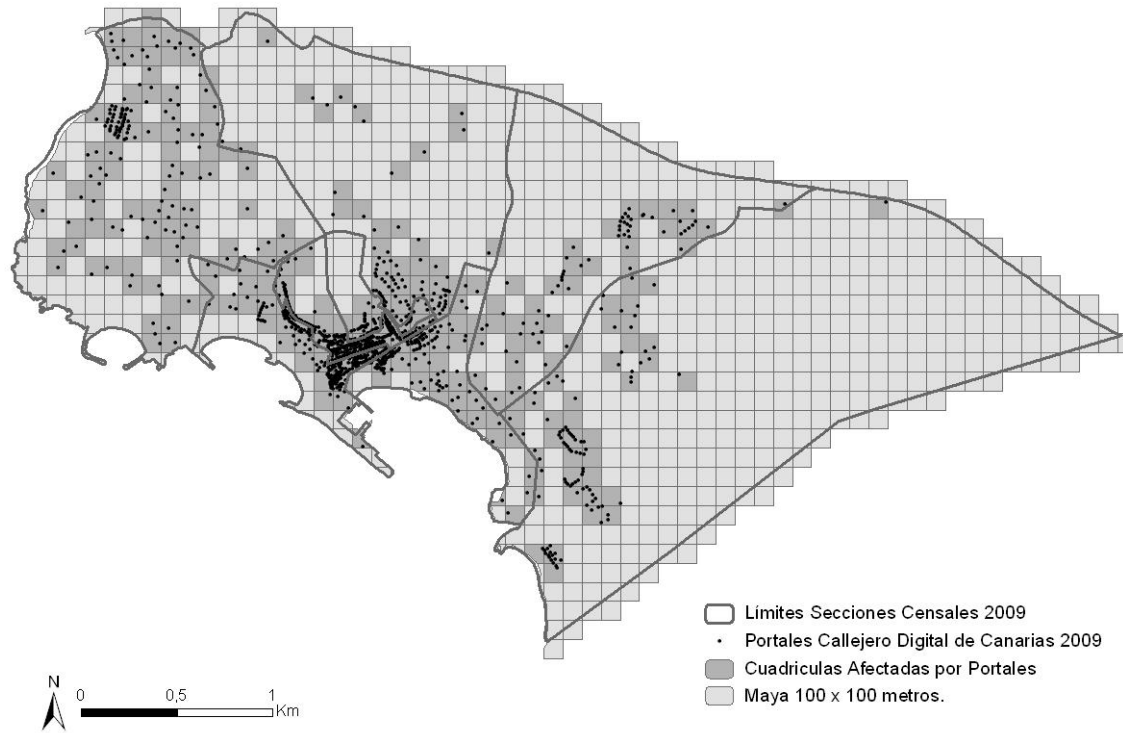 Límites Secciones Censales 2009
Portales Callejero Digital de Canarias 2009
Cuadriculas Afectadas por Portales
Maya 100 x 100 metros.
N
0 0,5 1
Km